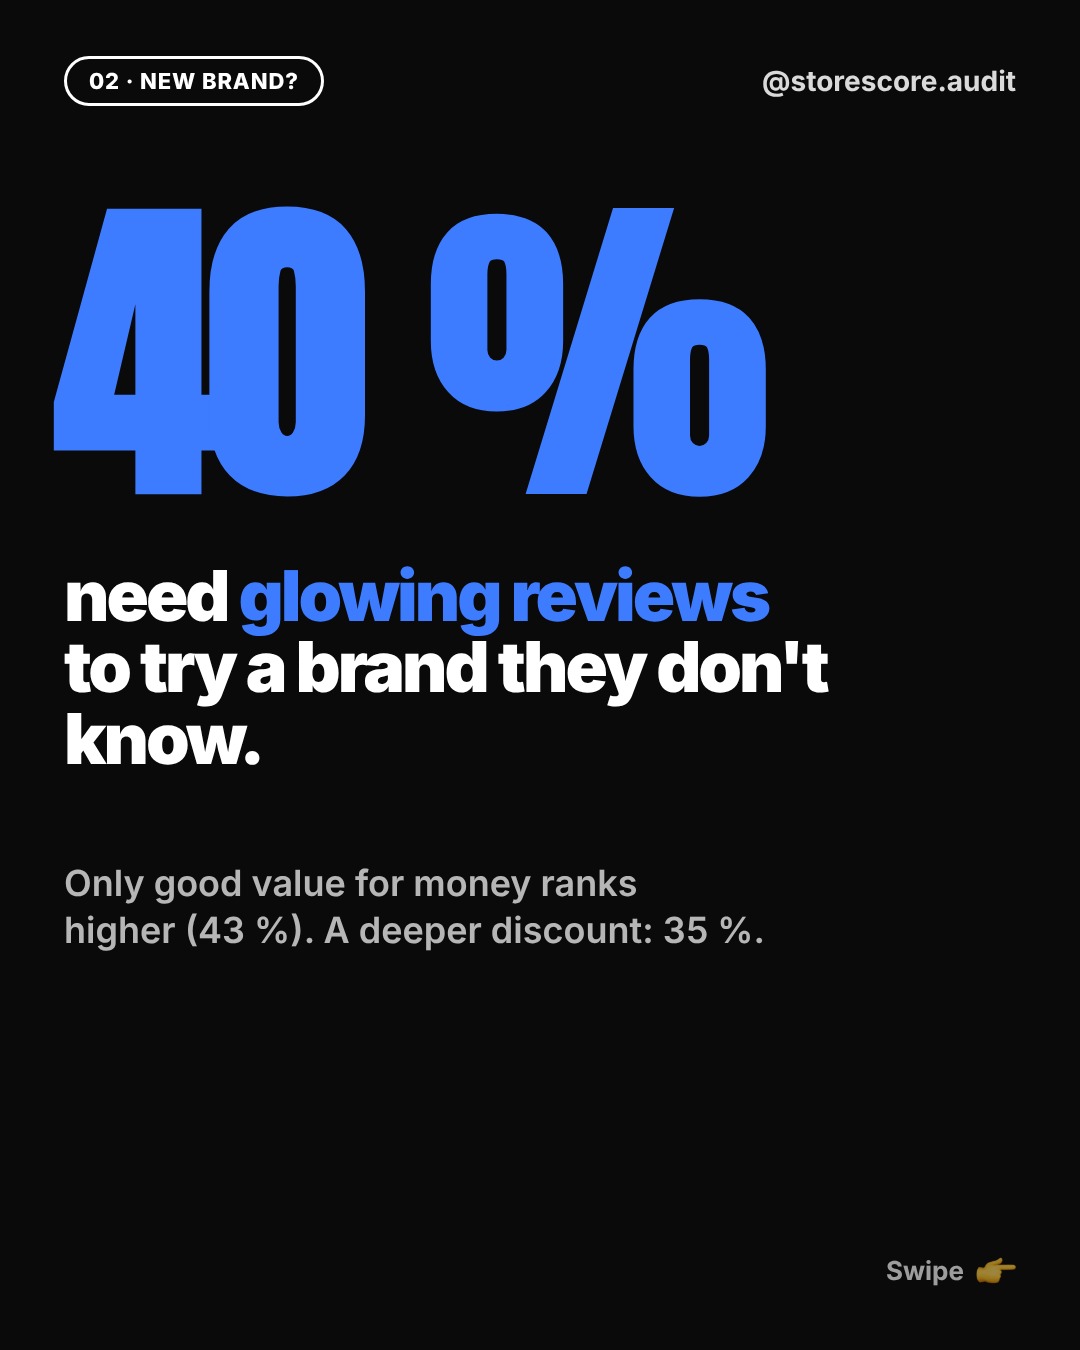 02 · NEW BRAND?
@storescore.audit
40 %
need glowing reviews
to try a brand they don't
know.
Only good value for money ranks
higher (43 %). A deeper discount: 35 %.
Swipe 👉